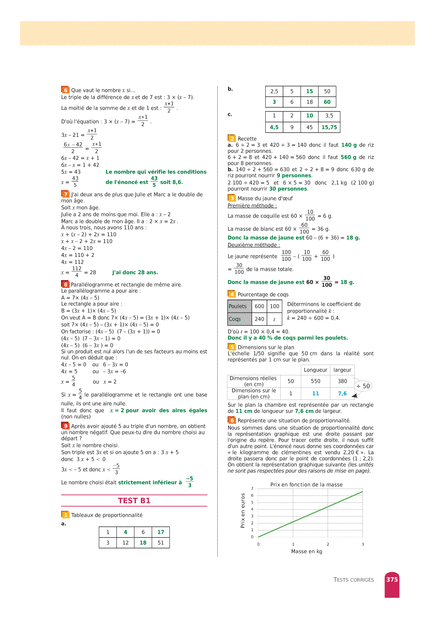 6 Que vaut le nombre x si...
Le triple de la différence de x et de 7 est : 3 × (x – 7).
La moitié de la somme de x et de 1 est : x+1/2 .
D'où l'équation : 3 × (x – 7) = x+1/2 .
3x – 21 = x+1/2
6x – 42/2 = x+1/2
6x – 42 = x + 1
6x – x = 1 + 42
5x = 43 Le nombre qui vérifie les conditions
x = 43/5 de l'énoncé est 43/5 soit 8,6.
7 J'ai deux ans de plus que Julie et Marc a le double de
mon âge.
Soit x mon âge.
Julie a 2 ans de moins que moi. Elle a : x – 2
Marc a le double de mon âge. Il a : 2 × x = 2x .
À nous trois, nous avons 110 ans :
x + (x – 2) + 2x = 110
x + x – 2 + 2x = 110
4x – 2 = 110
4x = 110 + 2
4x = 112
x = 112/4 = 28 J'ai donc 28 ans.
8 Parallélogramme et rectangle de même aire.
Le parallélogramme a pour aire :
A = 7× (4x – 5)
Le rectangle a pour aire :
B = (3x + 1)× (4x – 5)
On veut A = B donc 7× (4x – 5) = (3x + 1)× (4x – 5)
soit 7× (4x – 5) – (3x + 1)× (4x – 5) = 0
On factorise : (4x – 5) (7 – (3x + 1)) = 0
(4x – 5) (7 – 3x – 1) = 0
(4x – 5) (6 – 3x ) = 0
Si un produit est nul alors l'un de ses facteurs au moins est
nul. On en déduit que :
4x – 5 = 0 ou 6 – 3x = 0
4x = 5 ou – 3x = –6
x = 5/4 ou x = 2
Si x = 5/4 le parallélogramme et le rectangle ont une base
nulle, ils ont une aire nulle.
Il faut donc que x = 2 pour avoir des aires égales
(non nulles)
9 Après avoir ajouté 5 au triple d'un nombre, on obtient
un nombre négatif. Que peux-tu dire du nombre choisi au
départ ?
Soit x le nombre choisi.
Son triple est 3x et si on ajoute 5 on a : 3x + 5
donc 3x + 5 < 0
3x < – 5 et donc x < –5/3
Le nombre choisi était strictement inférieur à –5/3
TEST B1
1 Tableaux de proportionnalité
a.
1 4 6 17
3 12 18 51
b.
2,5 5 15 50
3 6 18 60
c.
1 2 10 3,5
4,5 9 45 15,75
2 Recette
a. 6 ÷ 2 = 3 et 420 ÷ 3 = 140 donc il faut 140 g de riz
pour 2 personnes.
6 + 2 = 8 et 420 + 140 = 560 donc il faut 560 g de riz
pour 8 personnes.
b. 140 ÷ 2 + 560 = 630 et 2 ÷ 2 + 8 = 9 donc 630 g de
riz pourront nourrir 9 personnes.
2 100 ÷ 420 = 5 et 6 × 5 = 30 donc 2,1 kg (2 100 g)
pourront nourrir 30 personnes.
3 Masse du jaune d'œuf
Première méthode :
La masse de coquille est 60 × 10/100 = 6 g.
La masse de blanc est 60 × 60/100 = 36 g.
Donc la masse de jaune est 60 – (6 + 36) = 18 g.
Deuxième méthode :
Le jaune représente 100/100 – ( 10/100 + 60/100 )
= 30/100 de la masse totale.
Donc la masse de jaune est 60 × 30/100 = 18 g.
4 Pourcentage de coqs
Poulets 600 100
Coqs 240 t
Déterminons le coefficient de
proportionnalité k :
k = 240 ÷ 600 = 0,4.
D'où t = 100 × 0,4 = 40.
Donc il y a 40 % de coqs parmi les poulets.
5 Dimensions sur le plan
L'échelle 1/50 signifie que 50 cm dans la réalité sont
représentés par 1 cm sur le plan.
Longueur largeur
Dimensions réelles (en cm) 50 550 380
Dimensions sur le plan (en cm) 1 11 7,6
÷ 50
Sur le plan la chambre est représentée par un rectangle
de 11 cm de longueur sur 7,6 cm de largeur.
6 Représente une situation de proportionnalité.
Nous sommes dans une situation de proportionnalité donc
la représentation graphique est une droite passant par
l'origine du repère. Pour tracer cette droite, il nous suffit
d'un autre point. L'énoncé nous donne ses coordonnées car
« le kilogramme de clémentines est vendu 2,20 € ». La
droite passera donc par le point de coordonnées (1 ; 2,2).
On obtient la représentation graphique suivante (les unités
ne sont pas respectées pour des raisons de mise en page).
Prix en fonction de la masse
Prix en euros
7
6
5
4
3
2
1
0
0 1 2 3
Masse en kg
TESTS CORRIGÉS 375